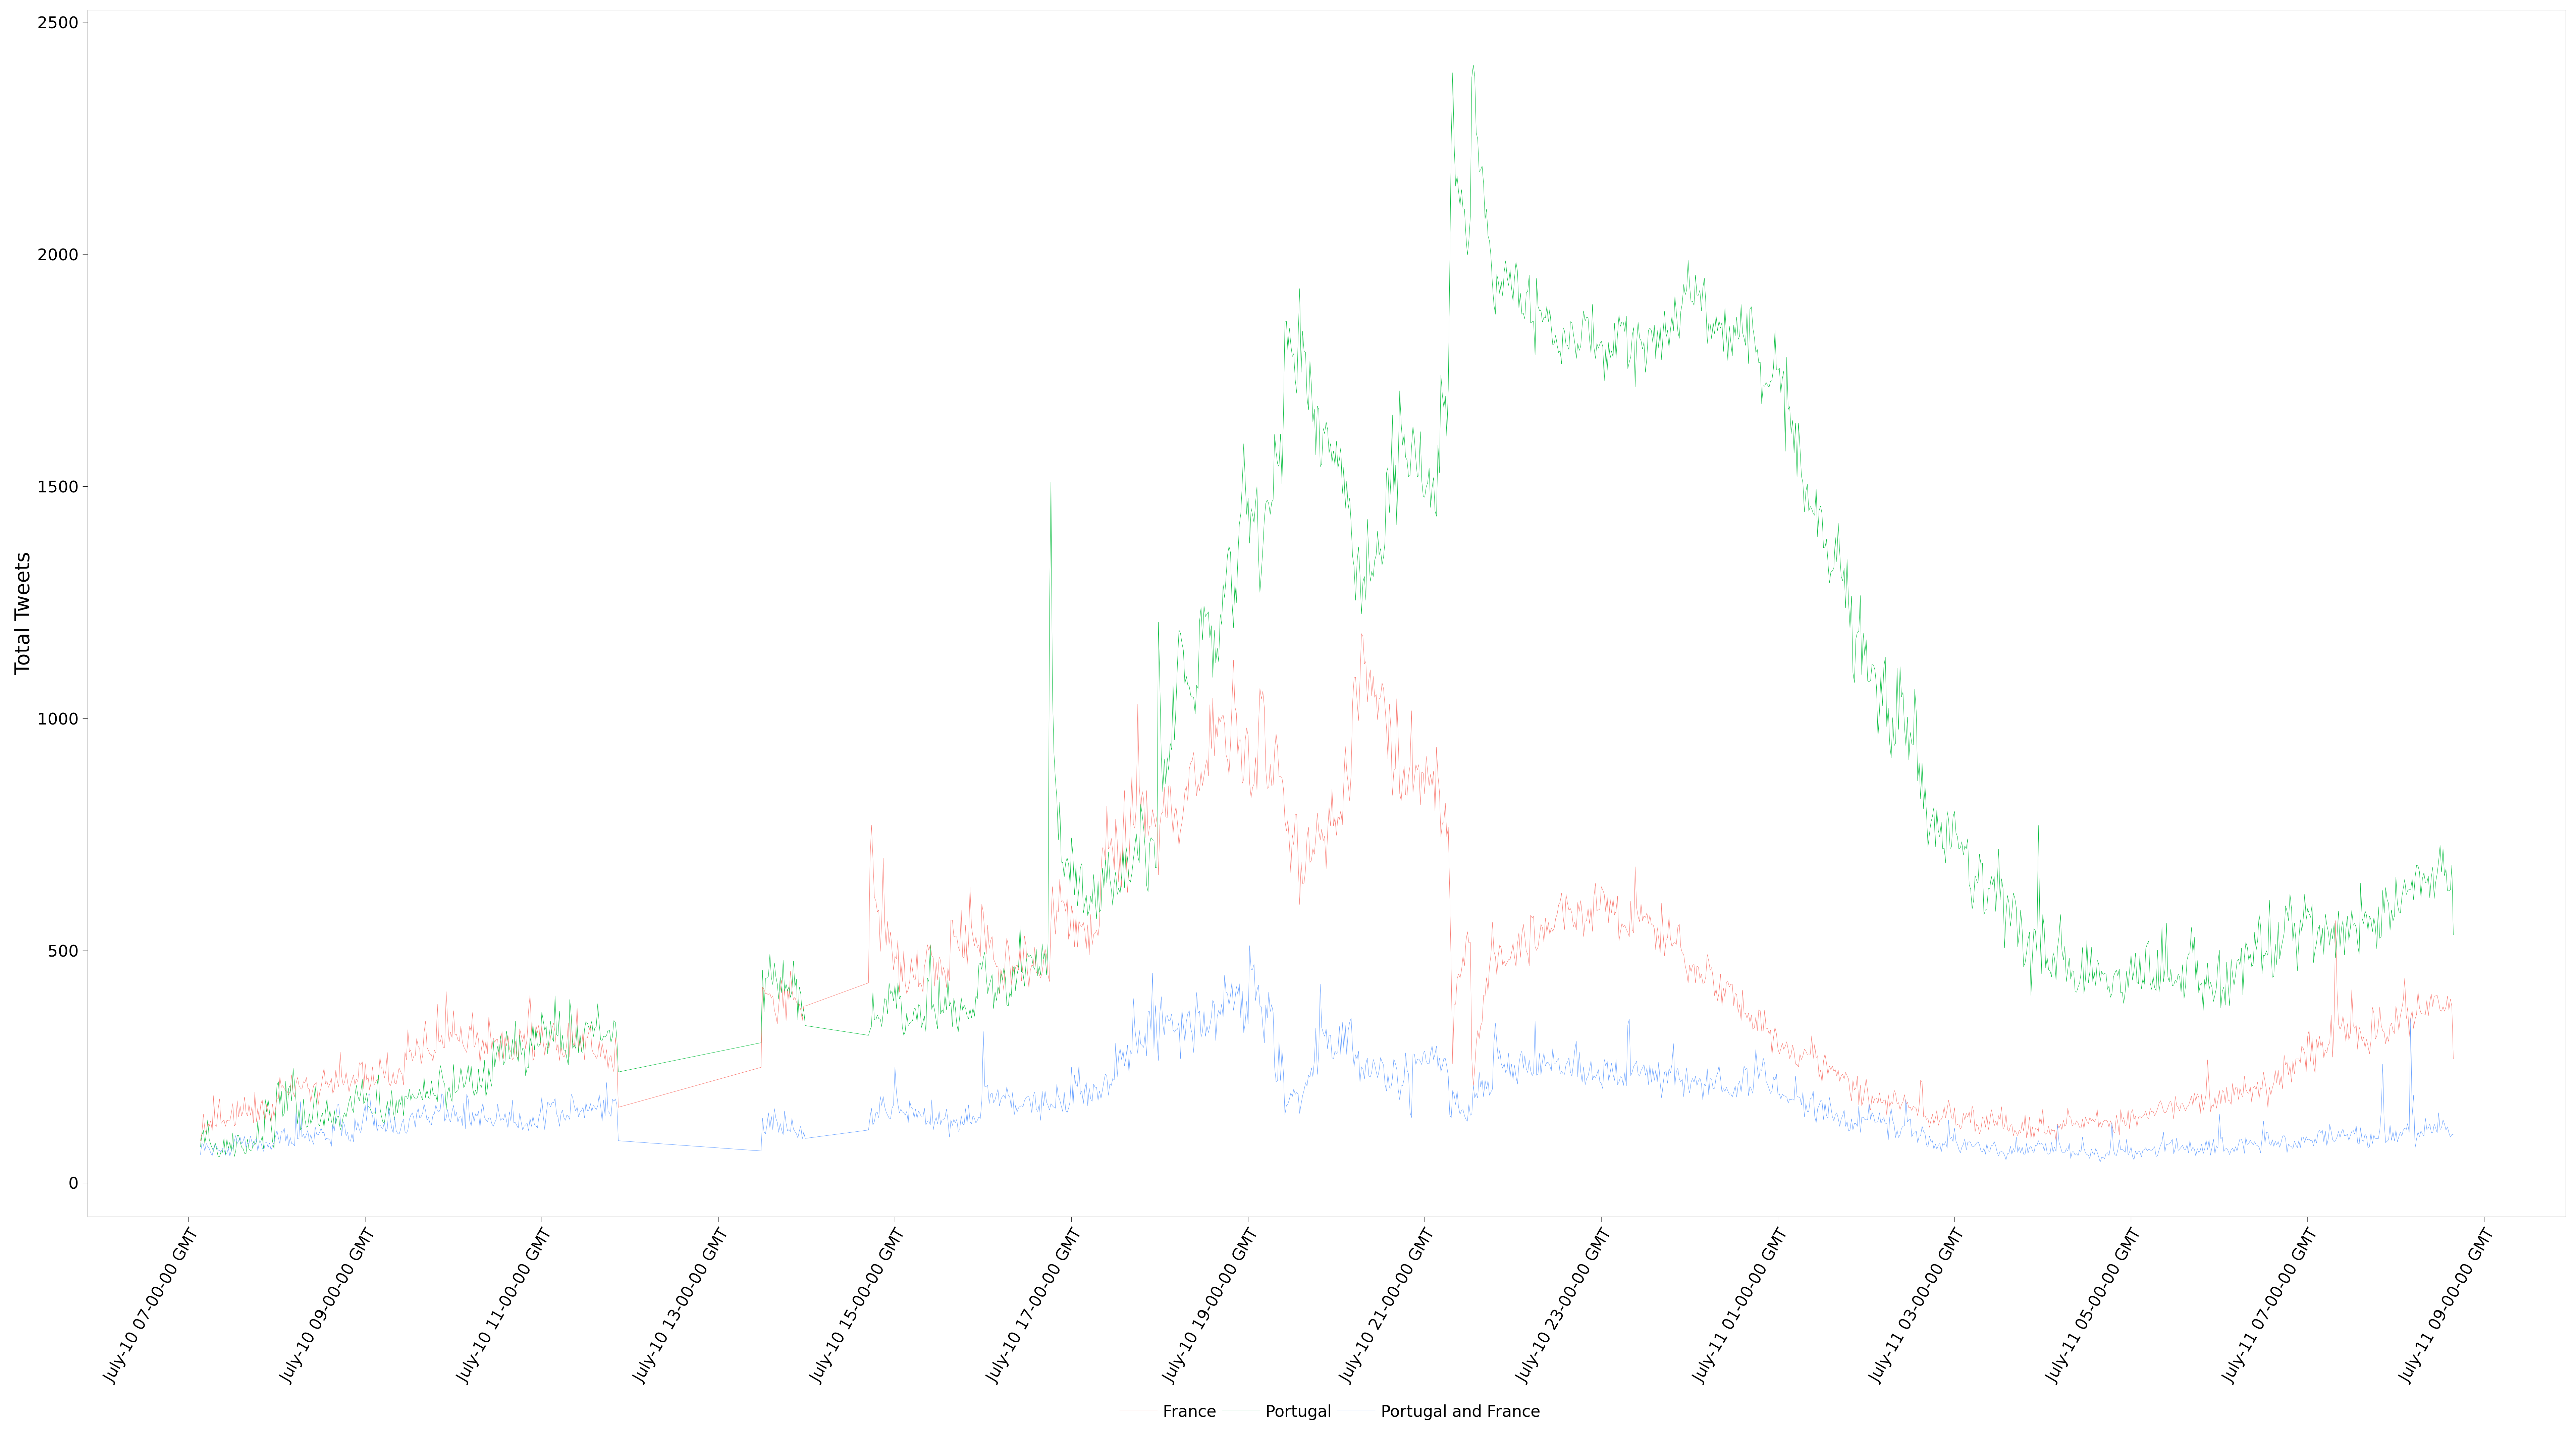 2500
2000
1500
1000
500
0
Total Tweets
July-10 07-00-00 GMT
July-10 09-00-00 GMT
July-10 11-00-00 GMT
July-10 13-00-00 GMT
July-10 15-00-00 GMT
July-10 17-00-00 GMT
July-10 19-00-00 GMT
July-10 21-00-00 GMT
July-10 23-00-00 GMT
July-11 01-00-00 GMT
July-11 03-00-00 GMT
July-11 05-00-00 GMT
July-11 07-00-00 GMT
July-11 09-00-00 GMT
France Portugal Portugal and France